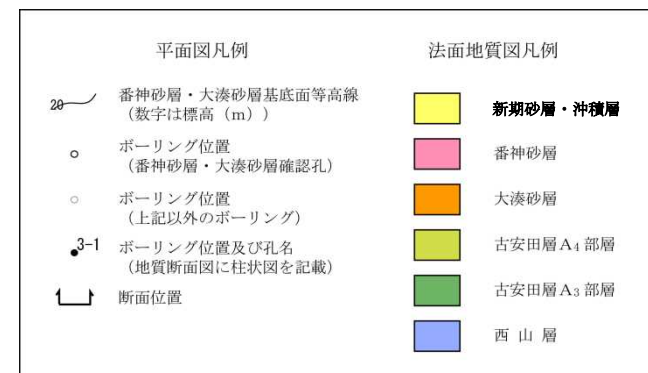 平面図凡例
20 番神砂層・大湊砂層基底面等高線
（数字は標高（m））
ボーリング位置
（番神砂層・大湊砂層確認孔）
ボーリング位置
（上記以外のボーリング）
3-1 ボーリング位置及び孔名
（地質断面図に柱状図を記載）
断面位置
法面地質図凡例
新期砂層・沖積層
番神砂層
大湊砂層
古安田層A₄部層
古安田層A₃部層
西山層